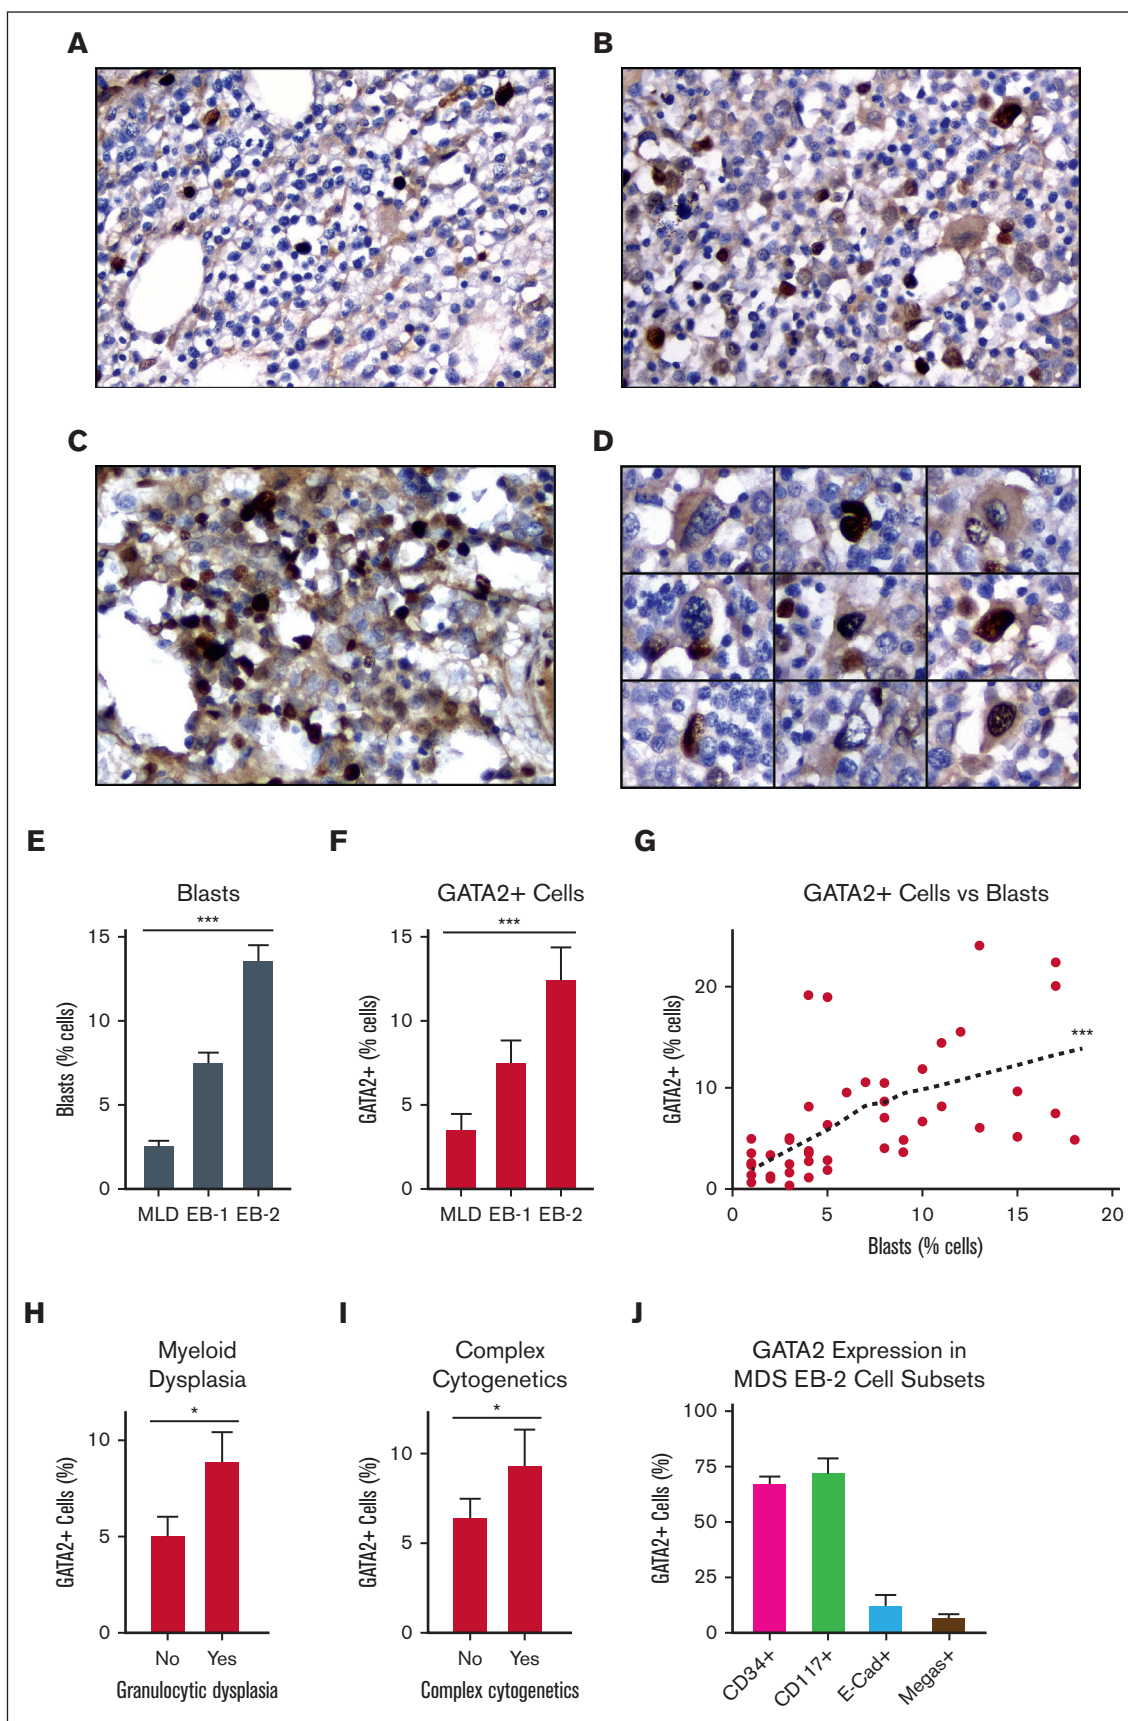 A
B
C
D
E
Blasts
***
15
10
5
0
Blasts (% cells)
MLD EB-1 EB-2
F
GATA2+ Cells
***
15
10
5
0
GATA2+ (% cells)
MLD EB-1 EB-2
G
GATA2+ Cells vs Blasts
***
20
10
0
GATA2+ (% cells)
0 5 10 15 20
Blasts (% cells)
H
Myeloid
Dysplasia
*
10
5
0
GATA2+ Cells (%)
No Yes
Granulocytic dysplasia
I
Complex
Cytogenetics
*
10
5
0
GATA2+ Cells (%)
No Yes
Complex cytogenetics
J
GATA2 Expression in
MDS EB-2 Cell Subsets
100
75
50
25
0
GATA2+ Cells (%)
CD34+
CD117+
E-Cad+
Megas+